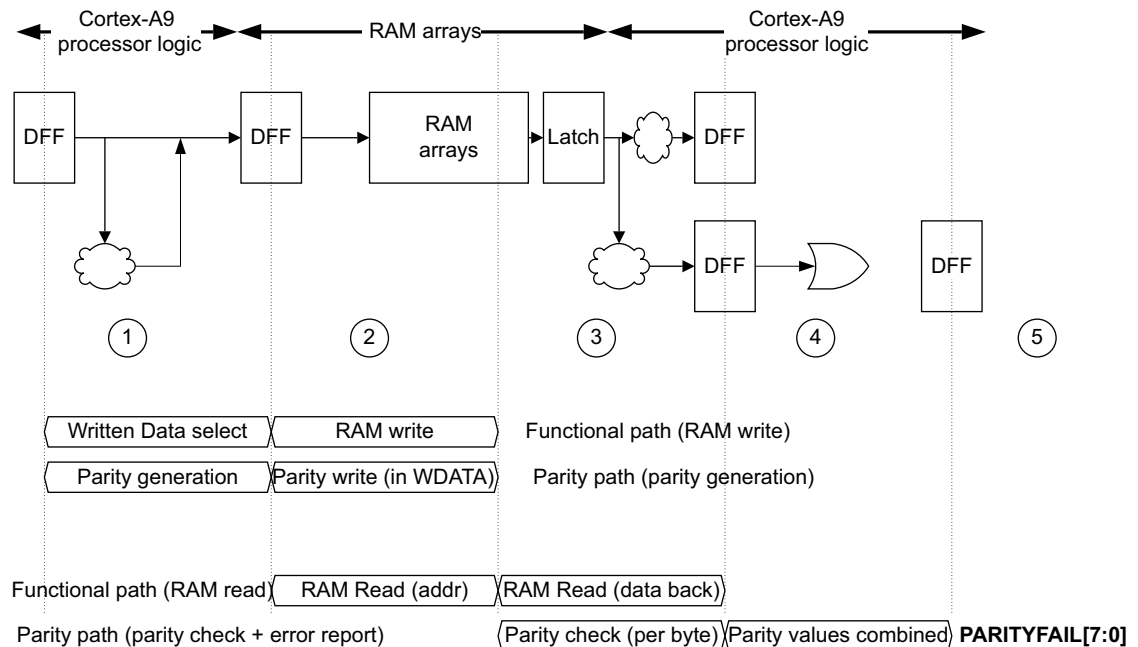 Cortex-A9
processor logic
RAM arrays
Cortex-A9
processor logic
DFF
DFF
RAM
arrays
Latch
DFF
DFF
DFF
1
2
3
4
5
Written Data select
RAM write
Functional path (RAM write)
Parity generation
Parity write (in WDATA)
Parity path (parity generation)
Functional path (RAM read)
RAM Read (addr)
RAM Read (data back)
Parity path (parity check + error report)
Parity check (per byte)
Parity values combined
PARITYFAIL[7:0]